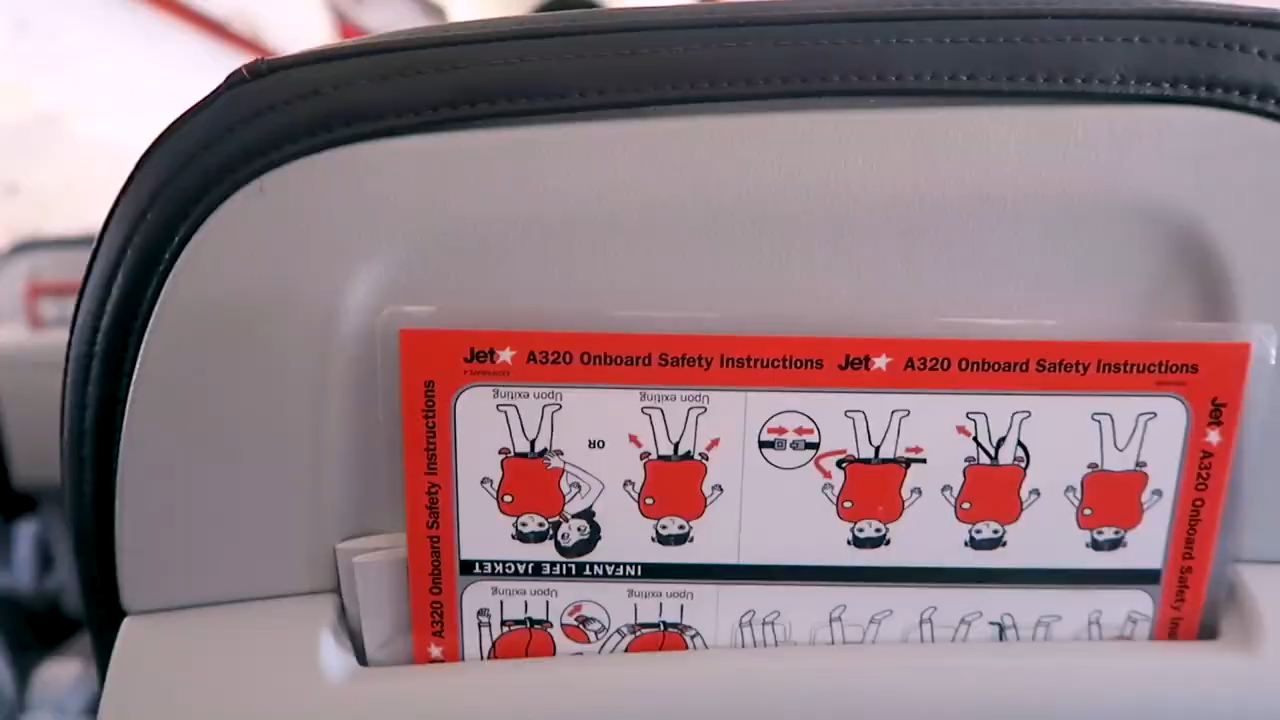 Jet★ A320 Onboard Safety Instructions Jet★ A320 Onboard Safety Instructions
Jet★ A320 Onboard Safety
★ A320 Onboard Safety Instructions
Upon exiting
Upon exiting
OR
INFANT LIFE JACKET
Upon exiting
Upon exiting